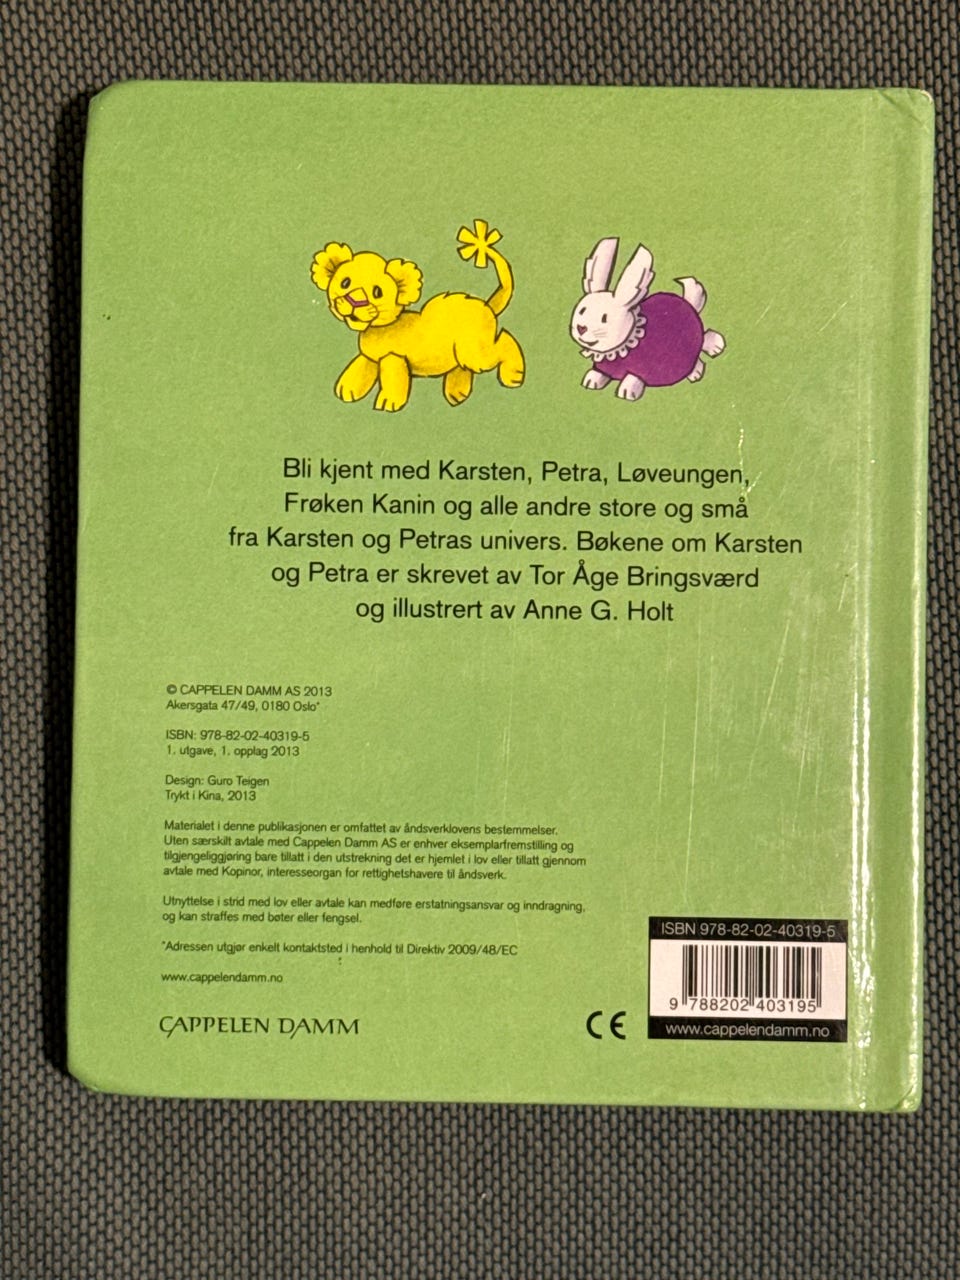 Bli kjent med Karsten, Petra, Løveungen,
Frøken Kanin og alle andre store og små
fra Karsten og Petras univers. Bøkene om Karsten
og Petra er skrevet av Tor Åge Bringsværd
og illustrert av Anne G. Holt
© CAPPELEN DAMM AS 2013
Akersgata 47/49, 0180 Oslo*
ISBN: 978-82-02-40319-5
1. utgave, 1. opplag 2013
Design: Guro Teigen
Trykt i Kina, 2013
Materialet i denne publikasjonen er omfattet av åndsverklovens bestemmelser.
Uten særskilt avtale med Cappelen Damm AS er enhver eksemplarfremstilling og
tilgjengeliggjøring bare tillatt i den utstrekning det er hjemlet i lov eller tillatt gjennom
avtale med Kopinor, interesseorgan for rettighetshavere til åndsverk.
Utnyttelse i strid med lov eller avtale kan medføre erstatningsansvar og inndragning,
og kan straffes med bøter eller fengsel.
*Adressen utgjør enkelt kontaktsted i henhold til Direktiv 2009/48/EC
www.cappelendamm.no
CAPPELEN DAMM
CE
ISBN 978-82-02-40319-5
9 788202 403195
www.cappelendamm.no